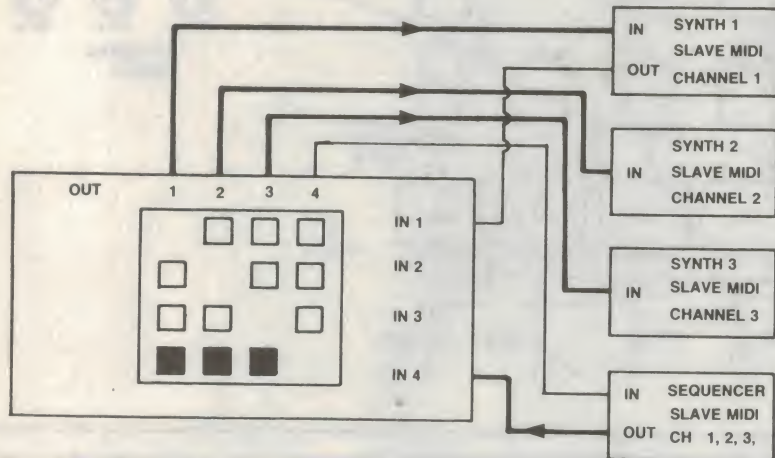 IN SYNTH 1
SLAVE MIDI
OUT CHANNEL 1
SYNTH 2
IN SLAVE MIDI
CHANNEL 2
SYNTH 3
IN SLAVE MIDI
CHANNEL 3
IN SEQUENCER
SLAVE MIDI
OUT CH 1, 2, 3,
OUT 1 2 3 4
IN 1
IN 2
IN 3
IN 4